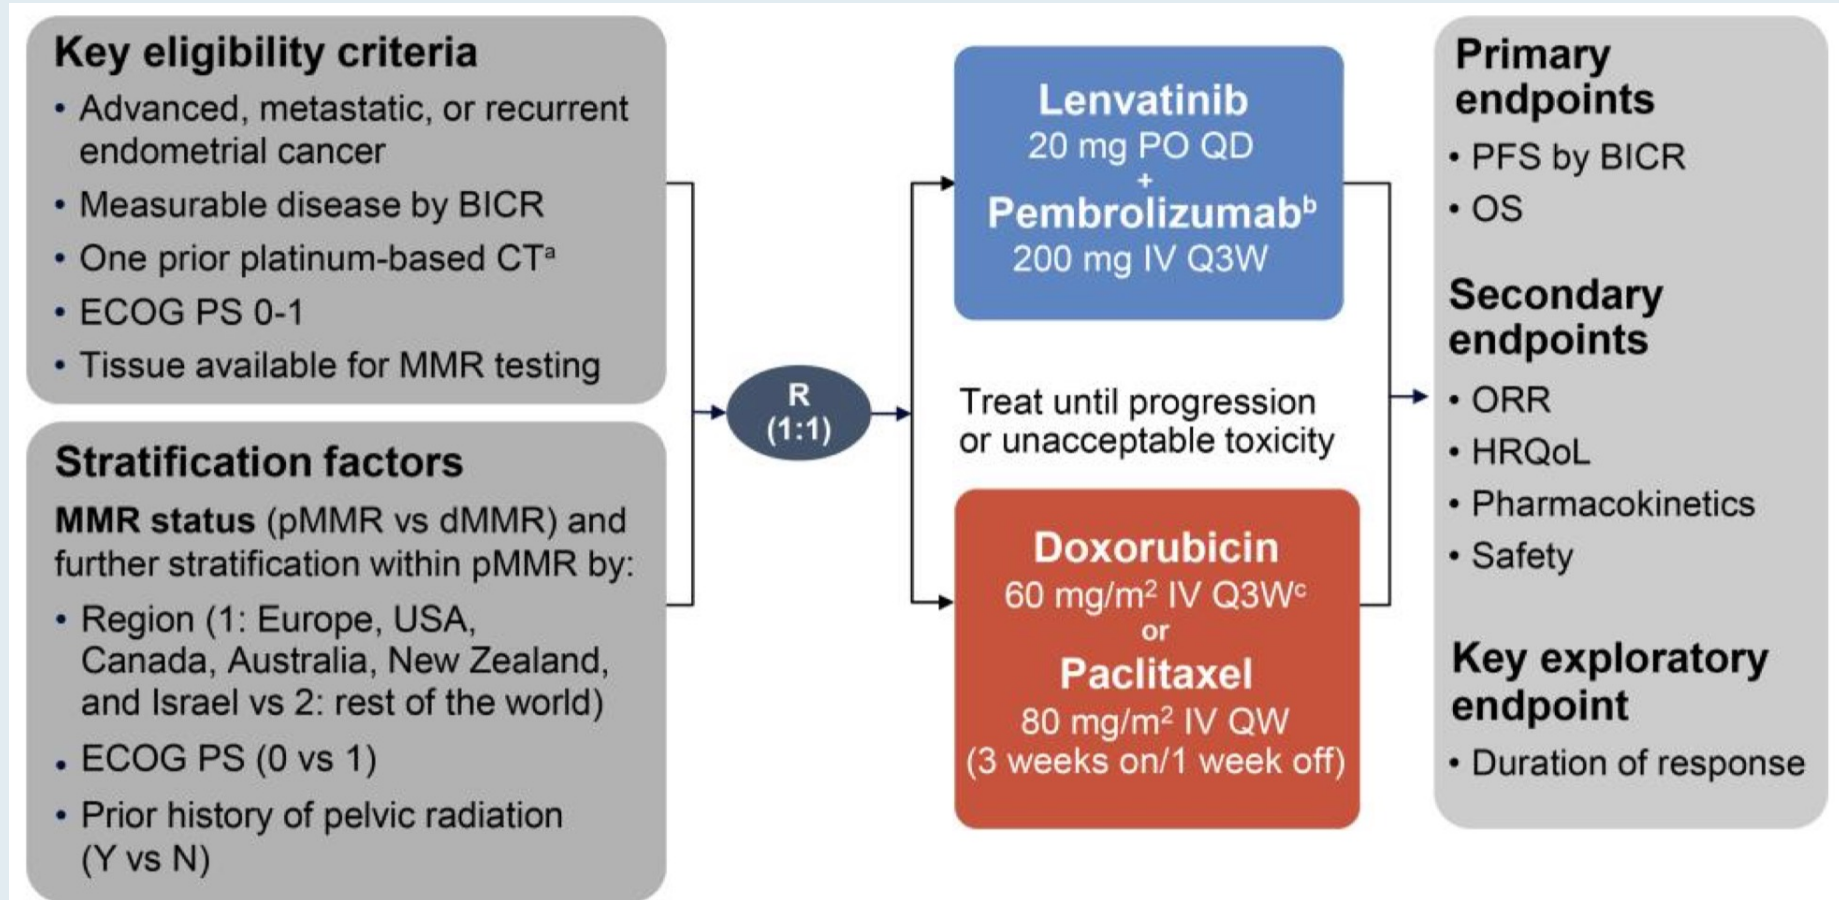 Key eligibility criteria
• Advanced, metastatic, or recurrent
endometrial cancer
• Measurable disease by BICR
• One prior platinum-based CTᵃ
• ECOG PS 0-1
• Tissue available for MMR testing
Stratification factors
MMR status (pMMR vs dMMR) and
further stratification within pMMR by:
• Region (1: Europe, USA,
Canada, Australia, New Zealand,
and Israel vs 2: rest of the world)
• ECOG PS (0 vs 1)
• Prior history of pelvic radiation
(Y vs N)
R
(1:1)
Lenvatinib
20 mg PO QD
+
Pembrolizumabᵇ
200 mg IV Q3W
Treat until progression
or unacceptable toxicity
Doxorubicin
60 mg/m² IV Q3Wᶜ
or
Paclitaxel
80 mg/m² IV QW
(3 weeks on/1 week off)
Primary
endpoints
• PFS by BICR
• OS
Secondary
endpoints
• ORR
• HRQoL
• Pharmacokinetics
• Safety
Key exploratory
endpoint
• Duration of response